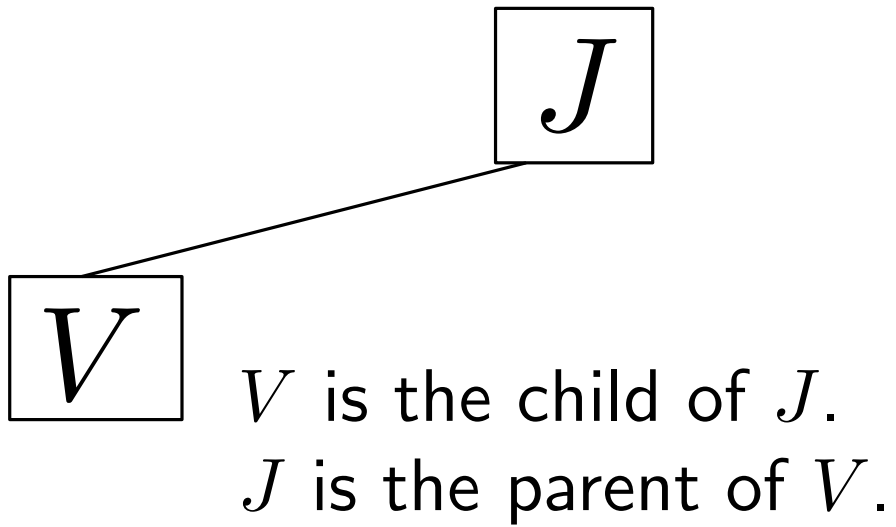 J
V
V is the child of J.
J is the parent of V.